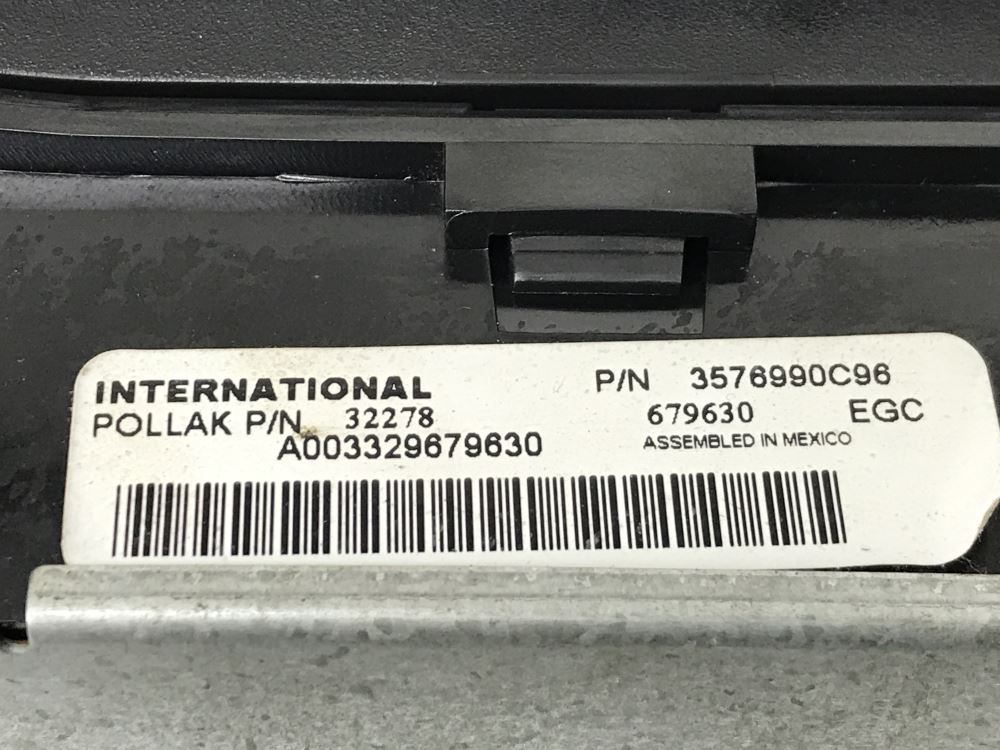 INTERNATIONAL P/N 3576990C96
POLLAK P/N 32278 679630 EGC
A003329679630 ASSEMBLED IN MEXICO